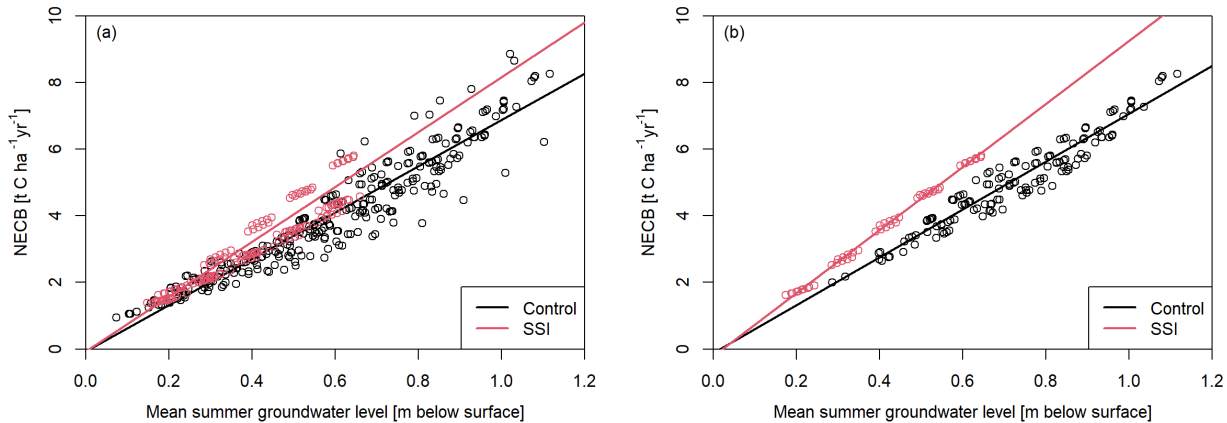 (a)
10
8
6
4
2
0
NECB [t C ha⁻¹yr⁻¹]
0.0 0.2 0.4 0.6 0.8 1.0 1.2
Mean summer groundwater level [m below surface]
Control
SSI
(b)
10
8
6
4
2
0
NECB [t C ha⁻¹yr⁻¹]
0.0 0.2 0.4 0.6 0.8 1.0 1.2
Mean summer groundwater level [m below surface]
Control
SSI